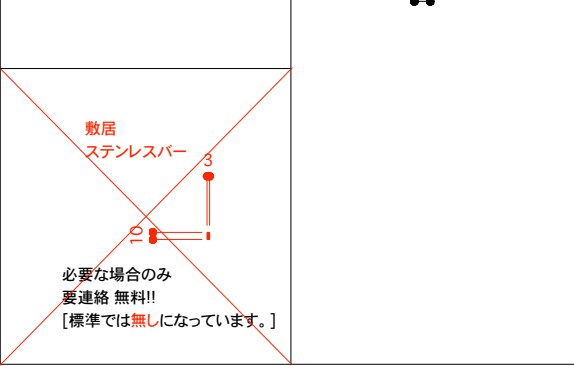 敷居
ステンレスバー
3
10
必要な場合のみ
要連絡 無料!!
[標準では無しになっています。]